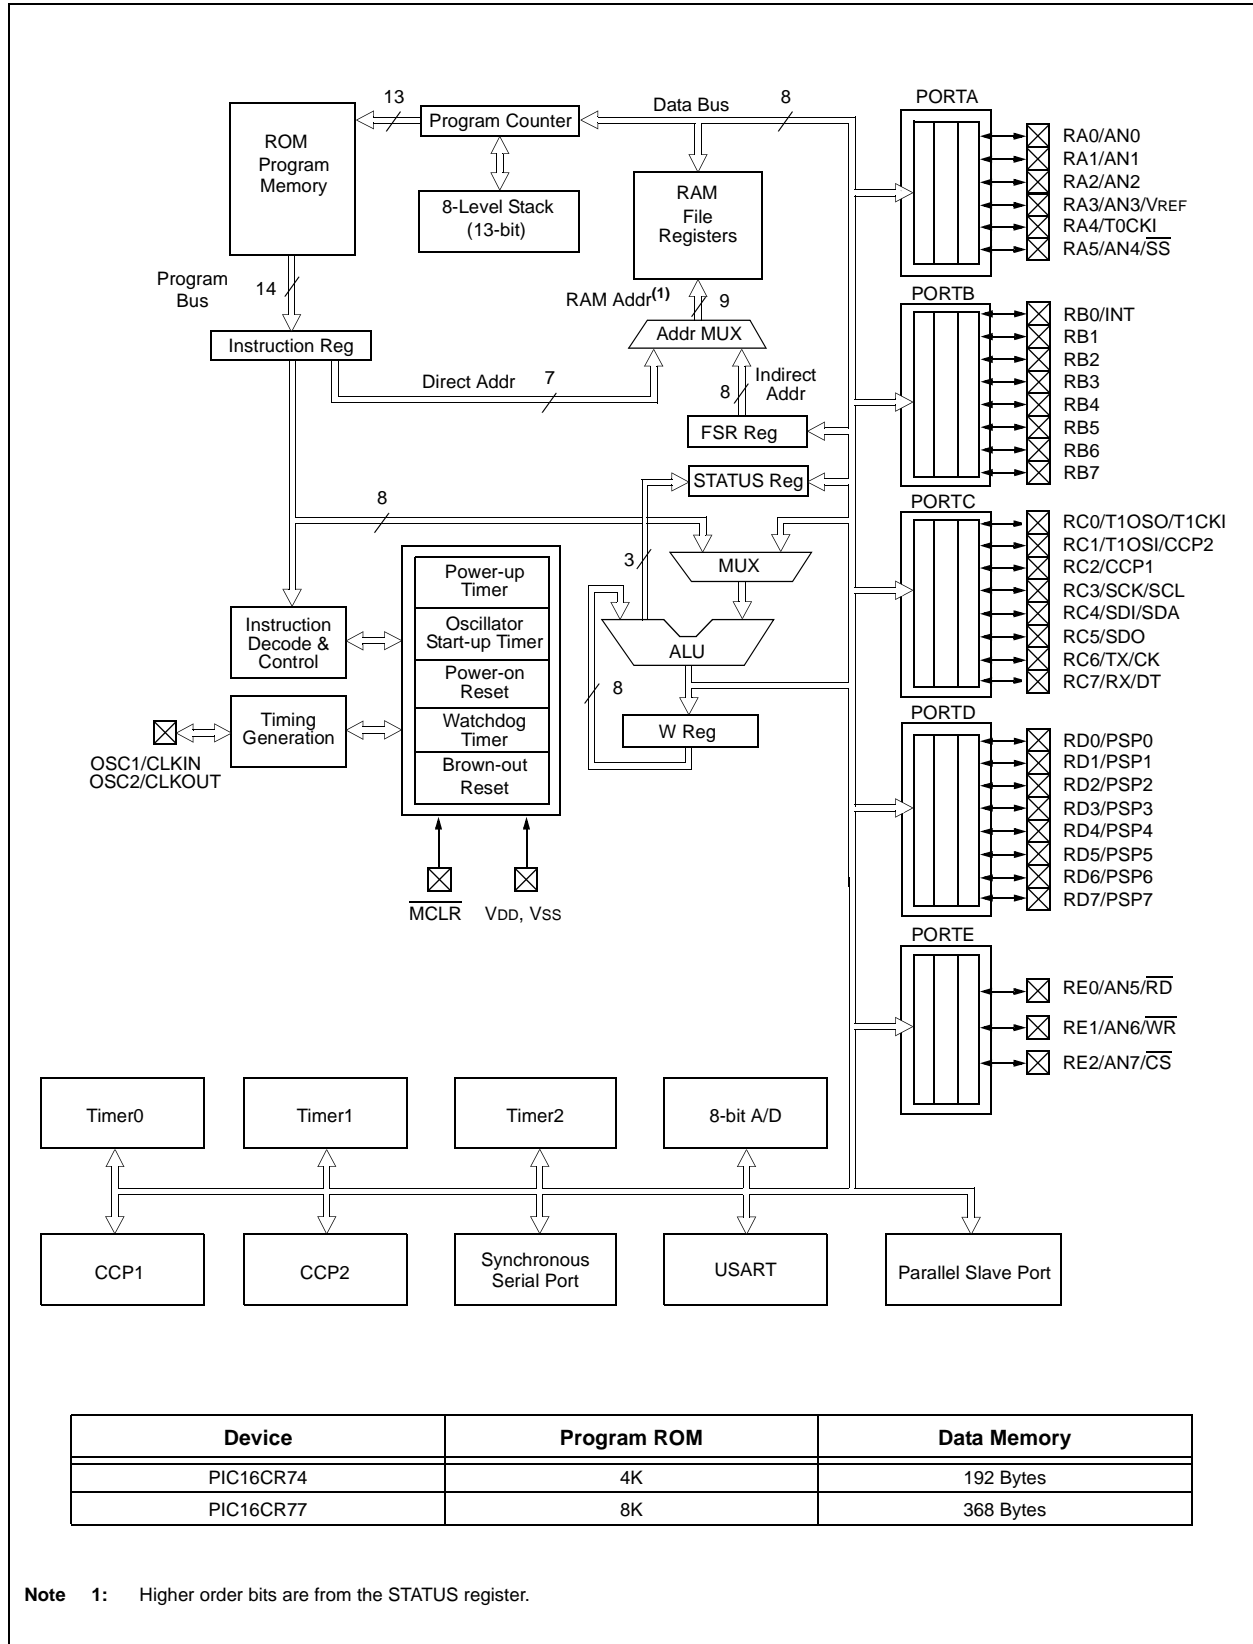 13
Program Counter
Data Bus
8
PORTA
ROM
Program
Memory
8-Level Stack
(13-bit)
RAM
File
Registers
RA0/AN0
RA1/AN1
RA2/AN2
RA3/AN3/VREF
RA4/T0CKI
RA5/AN4/SS
Program
Bus
14
RAM Addr(1)
9
PORTB
Instruction Reg
Addr MUX
Direct Addr
7
8
Indirect
Addr
FSR Reg
RB0/INT
RB1
RB2
RB3
RB4
RB5
RB6
RB7
STATUS Reg
8
3
MUX
PORTC
RC0/T1OSO/T1CKI
RC1/T1OSI/CCP2
RC2/CCP1
RC3/SCK/SCL
RC4/SDI/SDA
RC5/SDO
RC6/TX/CK
RC7/RX/DT
Power-up
Timer
Oscillator
Start-up Timer
Power-on
Reset
Watchdog
Timer
Brown-out
Reset
Instruction
Decode &
Control
Timing
Generation
OSC1/CLKIN
OSC2/CLKOUT
ALU
8
W Reg
MCLR
VDD, VSS
PORTD
RD0/PSP0
RD1/PSP1
RD2/PSP2
RD3/PSP3
RD4/PSP4
RD5/PSP5
RD6/PSP6
RD7/PSP7
PORTE
RE0/AN5/RD
RE1/AN6/WR
RE2/AN7/CS
Timer0
Timer1
Timer2
8-bit A/D
CCP1
CCP2
Synchronous
Serial Port
USART
Parallel Slave Port
Device Program ROM Data Memory
PIC16CR74 4K 192 Bytes
PIC16CR77 8K 368 Bytes
Note 1: Higher order bits are from the STATUS register.